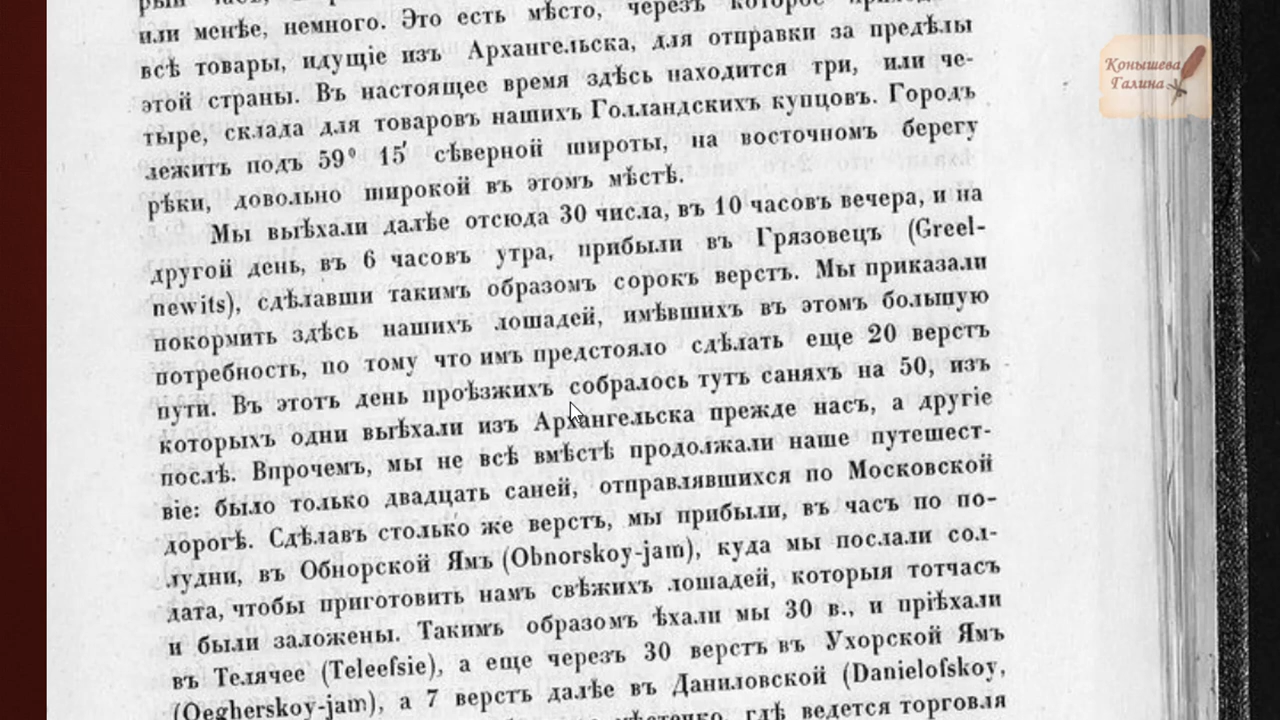 или менѣе, немного. Это есть мѣсто, черезъ которое
всѣ товары, идущіе изъ Архангельска, для отправки за предѣлы
этой страны. Въ настоящее время здѣсь находится три, или че-
тыре, склада для товаровъ нашихъ Голландскихъ купцовъ. Городъ
лежитъ подъ 59° 15′ сѣверной широты, на восточномъ берегу
рѣки, довольно широкой въ этомъ мѣстѣ.
Мы выѣхали далѣе отсюда 30 числа, въ 10 часовъ вечера, и на
другой день, въ 6 часовъ утра, прибыли въ Грязовецъ (Greel-
newits), сдѣлавши такимъ образомъ сорокъ верстъ. Мы приказали
покормить здѣсь нашихъ лошадей, имѣвшихъ въ этомъ большую
потребность, по тому что имъ предстояло сдѣлать еще 20 верстъ
пути. Въ этотъ день проѣзжихъ собралось тутъ саняхъ на 50, изъ
которыхъ одни выѣхали изъ Архангельска прежде насъ, а другіе
послѣ. Впрочемъ, мы не всѣ вмѣстѣ продолжали наше путешест-
віе: было только двадцать саней, отправлявшихся по Московской
дорогѣ. Сдѣлавъ столько же верстъ, мы прибыли, въ часъ по по-
лудни, въ Обнорской Ямъ (Obnorskoy-jam), куда мы послали сол-
дата, чтобы приготовить намъ свѣжихъ лошадей, которыя тотчасъ
и были заложены. Такимъ образомъ ѣхали мы 30 в., и пріѣхали
въ Телячее (Teleeſsie), а еще черезъ 30 верстъ въ Ухорской Ямъ
(Oegherskoy-jam), а 7 верстъ далѣе въ Даниловской (Danieloſskoy,
гдѣ ведется торговля
Конышева
Галина